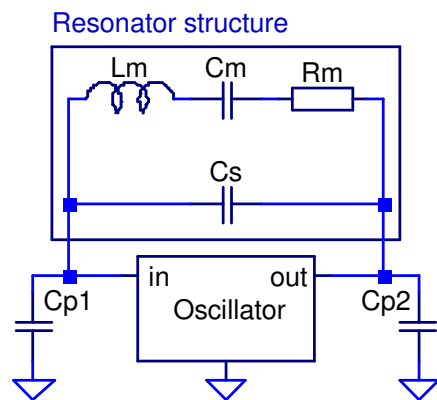 Resonator structure
Lm Cm Rm
Cs
in out
Oscillator
Cp1 Cp2